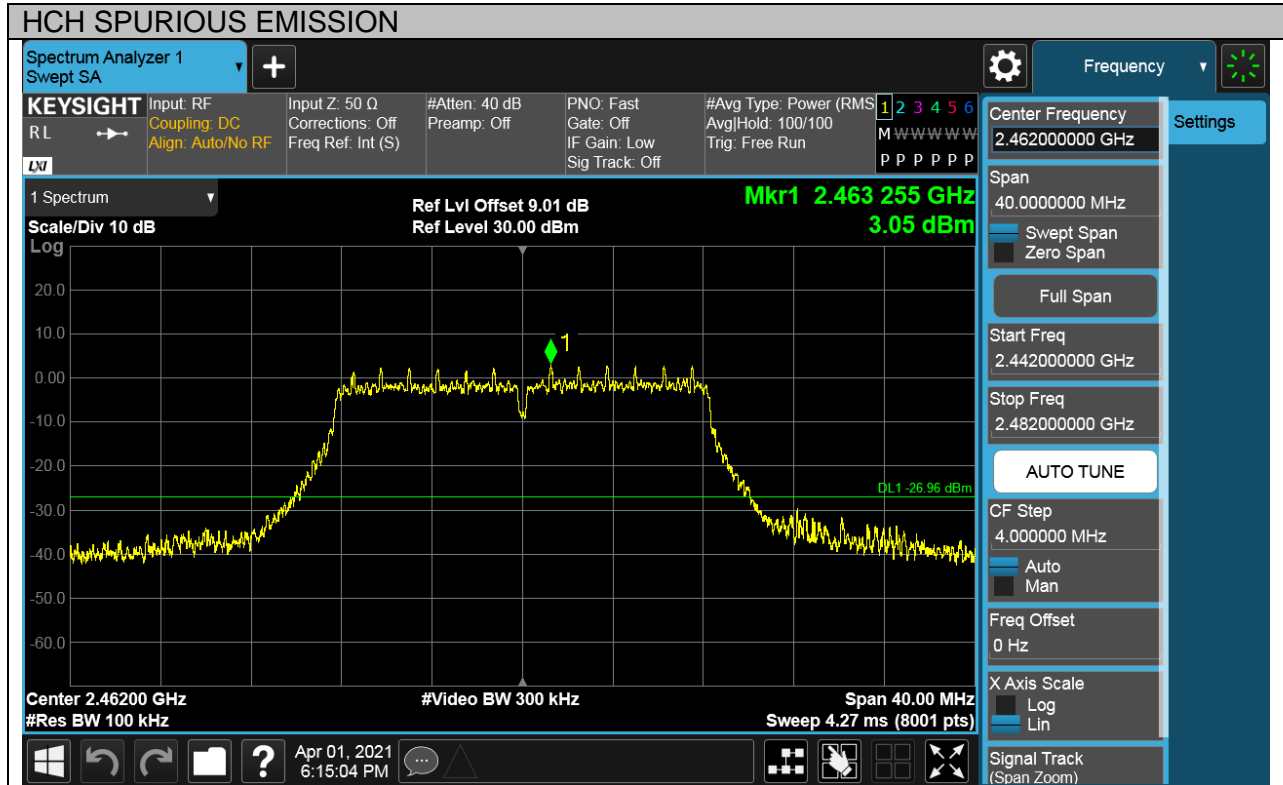 HCH SPURIOUS EMISSION
Spectrum Analyzer 1
Swept SA
Frequency
KEYSIGHT
RL
LXI
Input: RF
Coupling: DC
Align: Auto/No RF
Input Z: 50 Ω
Corrections: Off
Freq Ref: Int (S)
#Atten: 40 dB
Preamp: Off
PNO: Fast
Gate: Off
IF Gain: Low
Sig Track: Off
#Avg Type: Power (RMS
Avg|Hold: 100/100
Trig: Free Run
1 2 3 4 5 6
M W W W W W
P P P P P P
1 Spectrum
Scale/Div 10 dB
Log
Ref Lvl Offset 9.01 dB
Ref Level 30.00 dBm
Mkr1 2.463 255 GHz
3.05 dBm
20.0
10.0
0.00
-10.0
-20.0
-30.0
-40.0
-50.0
-60.0
1
DL1 -26.96 dBm
Center 2.46200 GHz
#Res BW 100 kHz
#Video BW 300 kHz
Span 40.00 MHz
Sweep 4.27 ms (8001 pts)
Apr 01, 2021
6:15:04 PM
Center Frequency
2.462000000 GHz
Settings
Span
40.0000000 MHz
Swept Span
Zero Span
Full Span
Start Freq
2.442000000 GHz
Stop Freq
2.482000000 GHz
AUTO TUNE
CF Step
4.000000 MHz
Auto
Man
Freq Offset
0 Hz
X Axis Scale
Log
Lin
Signal Track
(Span Zoom)